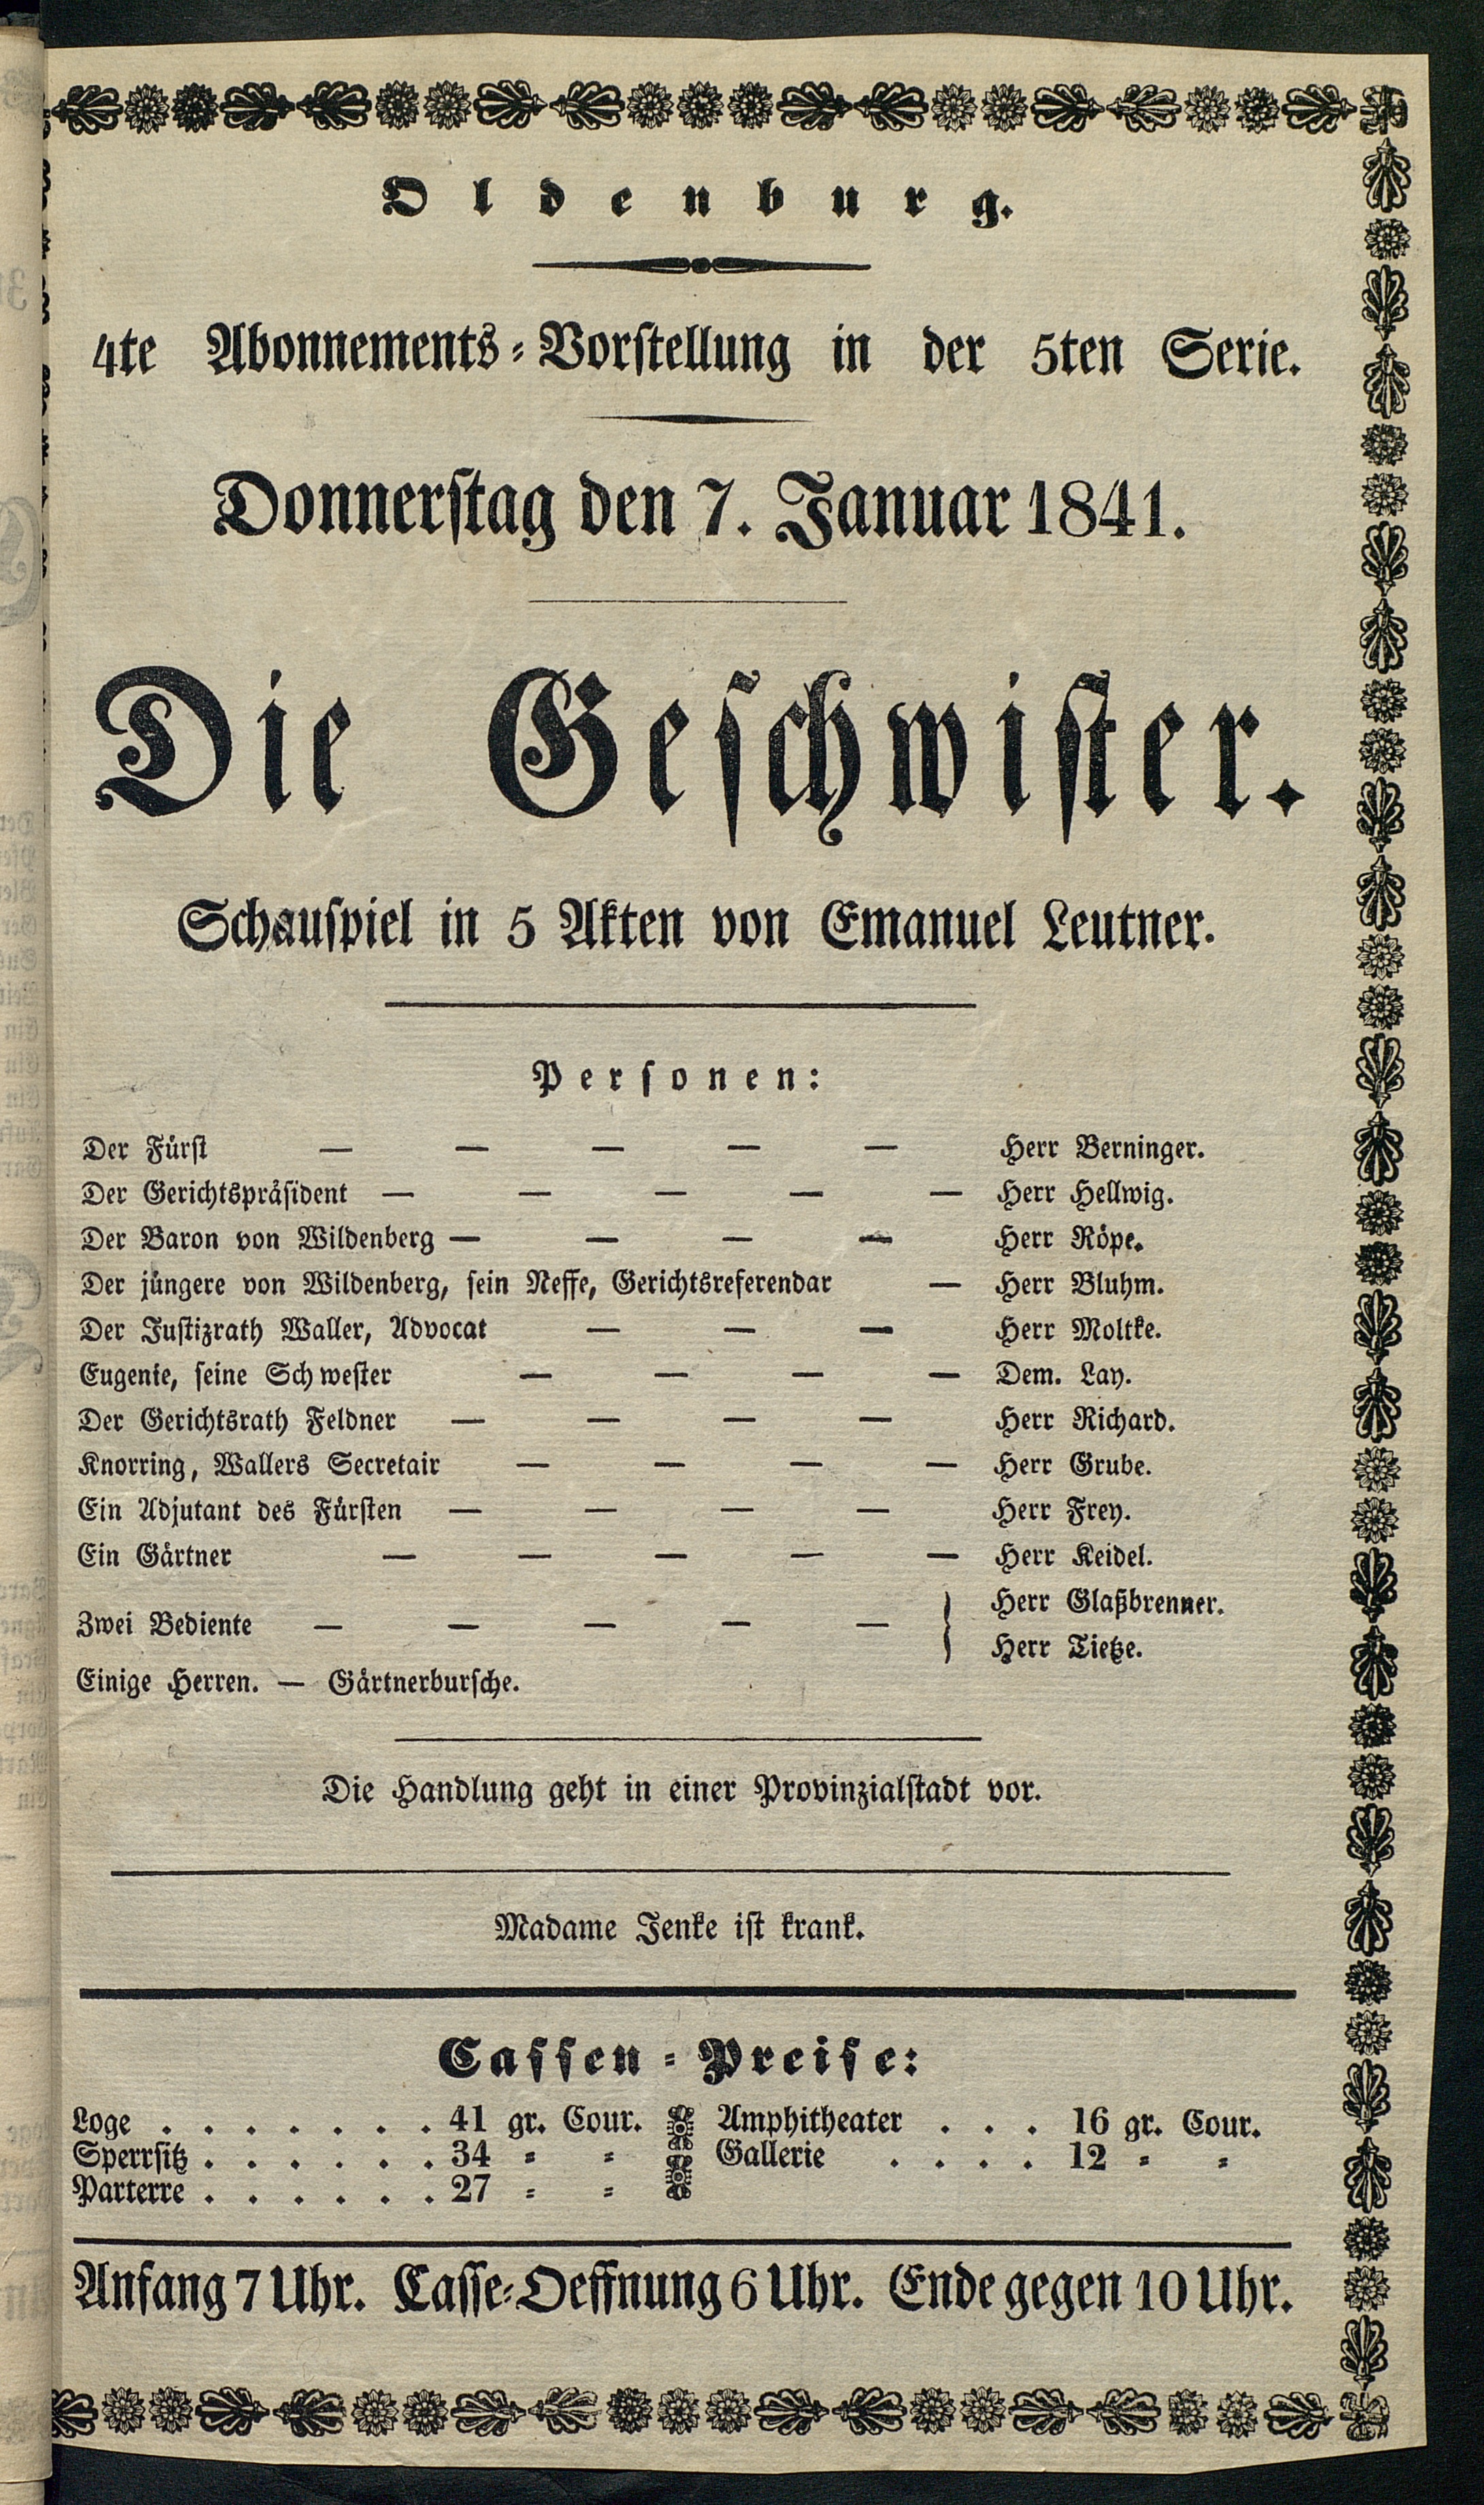 Oldenburg.
4te Abonnements-Vorstellung in der 5ten Serie.
Donnerstag den 7. Januar 1841.
Die Geschwister.
Schauspiel in 5 Akten von Emanuel Leutner.
Personen:
Der Fürst — — — — — Herr Berninger.
Der Gerichtspräsident — — — — — Herr Hellwig.
Der Baron von Wildenberg — — — — Herr Röpe.
Der jüngere von Wildenberg, sein Neffe, Gerichtsreferendar — Herr Bluhm.
Der Justizrath Waller, Advocat — — — Herr Moltke.
Eugenie, seine Schwester — — — — Dem. Lay.
Der Gerichtsrath Feldner — — — — Herr Richard.
Knorring, Wallers Secretair — — — — Herr Grube.
Ein Adjutant des Fürsten — — — — Herr Frey.
Ein Gärtner — — — — — Herr Keidel.
Zwei Bediente — — — — — } Herr Glaßbrenner.
Herr Tietze.
Einige Herren. — Gärtnerbursche.
Die Handlung geht in einer Provinzialstadt vor.
Madame Jenke ist krank.
Cassen-Preise:
Loge . . . . . . . 41 gr. Cour. Amphitheater . . . 16 gr. Cour.
Sperrsitz . . . . . . 34 = = Gallerie . . . . 12 = =
Parterre . . . . . . 27 = =
Anfang 7 Uhr. Casse-Oeffnung 6 Uhr. Ende gegen 10 Uhr.